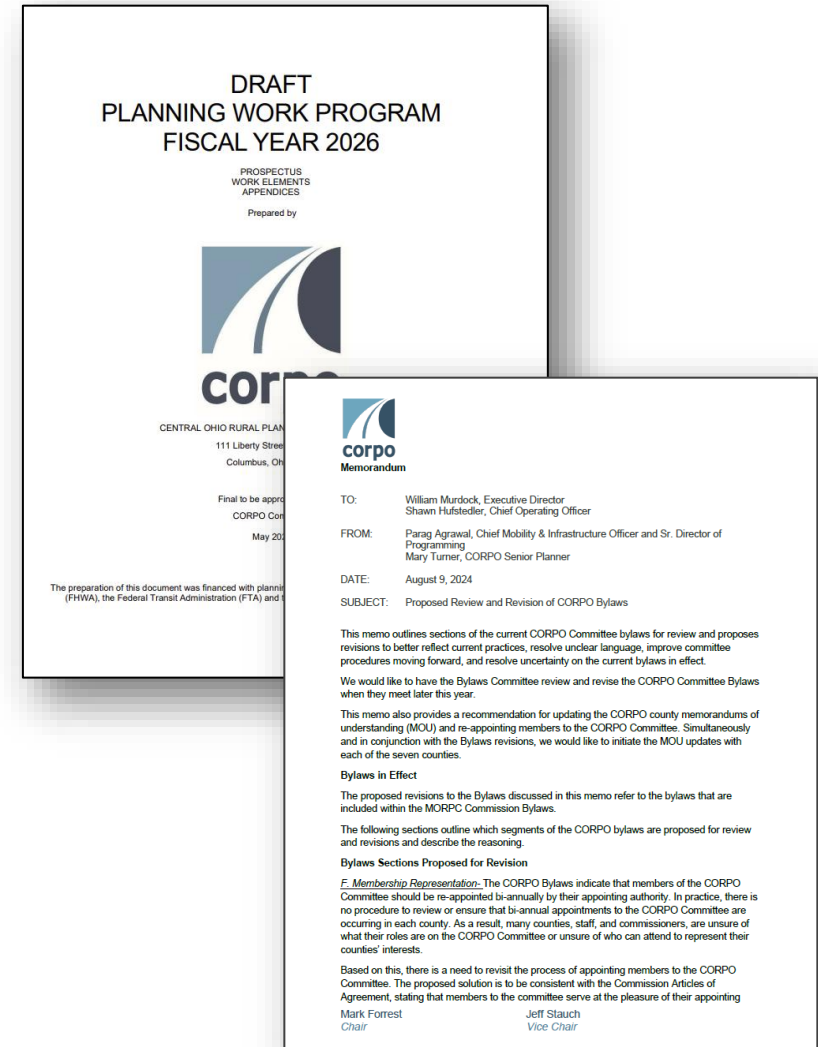 DRAFT
PLANNING WORK PROGRAM
FISCAL YEAR 2026
PROSPECTUS
WORK ELEMENTS
APPENDICES
Prepared by
CENTRAL OHIO RURAL
111 Liberty
Columbus,
Final to be
CORPO
May
The preparation of this document was financed with
(FHWA), the Federal Transit Administration (FTA) and
corpo
Memorandum
TO: William Murdock, Executive Director
Shawn Hufstedler, Chief Operating Officer
FROM: Parag Agrawal, Chief Mobility & Infrastructure Officer and Sr. Director of
Programming
Mary Turner, CORPO Senior Planner
DATE: August 9, 2024
SUBJECT: Proposed Review and Revision of CORPO Bylaws
This memo outlines sections of the current CORPO Committee bylaws for review and proposes
revisions to better reflect current practices, resolve unclear language, improve committee
procedures moving forward, and resolve uncertainty on the current bylaws in effect.
We would like to have the Bylaws Committee review and revise the CORPO Committee Bylaws
when they meet later this year.
This memo also provides a recommendation for updating the CORPO county memorandums of
understanding (MOU) and re-appointing members to the CORPO Committee. Simultaneously
and in conjunction with the Bylaws revisions, we would like to initiate the MOU updates with
each of the seven counties.
Bylaws in Effect
The proposed revisions to the Bylaws discussed in this memo refer to the bylaws that are
included within the MORPC Commission Bylaws.
The following sections outline which segments of the CORPO bylaws are proposed for review
and revisions and describe the reasoning.
Bylaws Sections Proposed for Revision
F. Membership Representation- The CORPO Bylaws indicate that members of the CORPO
Committee should be re-appointed bi-annually by their appointing authority. In practice, there is
no procedure to review or ensure that bi-annual appointments to the CORPO Committee are
occurring in each county. As a result, many counties, staff, and commissioners, are unsure of
what their roles are on the CORPO Committee or unsure of who can attend to represent their
counties' interests.
Based on this, there is a need to revisit the process of appointing members to the CORPO
Committee. The proposed solution is to be consistent with the Commission Articles of
Agreement, stating that members to the committee serve at the pleasure of their appointing
Mark Forrest Jeff Stauch
Chair Vice Chair